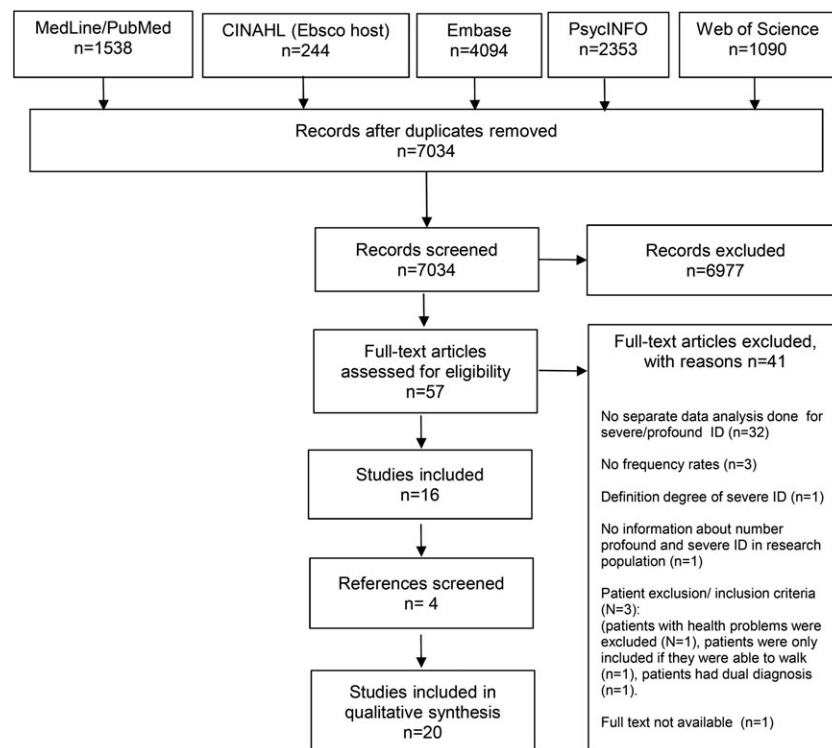 MedLine/PubMed
n=1538
CINAHL (Ebsco host)
n=244
Embase
n=4094
PsycINFO
n=2353
Web of Science
n=1090
Records after duplicates removed
n=7034
Records screened
n=7034
Records excluded
n=6977
Full-text articles
assessed for eligibility
n=57
Full-text articles excluded,
with reasons n=41
No separate data analysis done for
severe/profound ID (n=32)
No frequency rates (n=3)
Definition degree of severe ID (n=1)
No information about number
profound and severe ID in research
population (n=1)
Patient exclusion/ inclusion criteria
(N=3):
(patients with health problems were
excluded (N=1), patients were only
included if they were able to walk
(n=1), patients had dual diagnosis
(n=1).
Full text not available (n=1)
Studies included
n=16
References screened
n= 4
Studies included in
qualitative synthesis
n=20